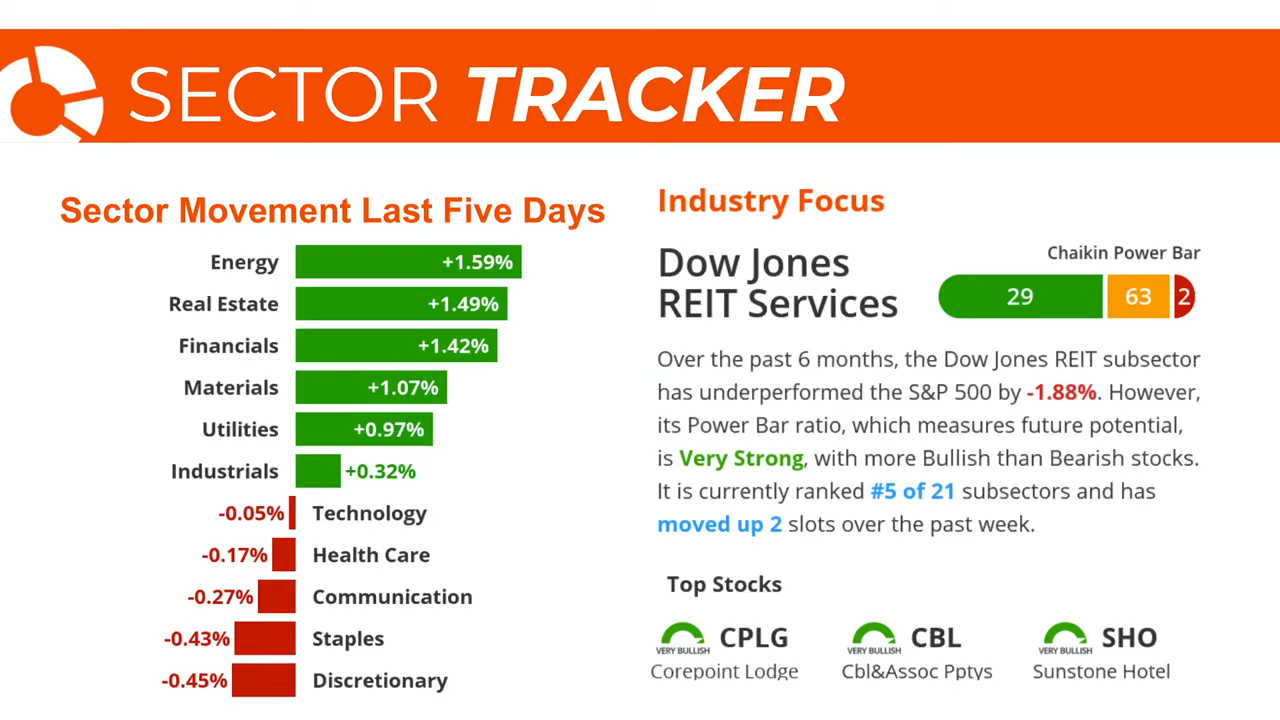 SECTOR TRACKER
Sector Movement Last Five Days
Energy +1.59%
Real Estate +1.49%
Financials +1.42%
Materials +1.07%
Utilities +0.97%
Industrials +0.32%
-0.05% Technology
-0.17% Health Care
-0.27% Communication
-0.43% Staples
-0.45% Discretionary
Industry Focus
Dow Jones
REIT Services
Chaikin Power Bar
29 63 2
Over the past 6 months, the Dow Jones REIT subsector
has underperformed the S&P 500 by -1.88%. However,
its Power Bar ratio, which measures future potential,
is Very Strong, with more Bullish than Bearish stocks.
It is currently ranked #5 of 21 subsectors and has
moved up 2 slots over the past week.
Top Stocks
VERY BULLISH CPLG
Corepoint Lodge
VERY BULLISH CBL
Cbl&Assoc Pptys
VERY BULLISH SHO
Sunstone Hotel